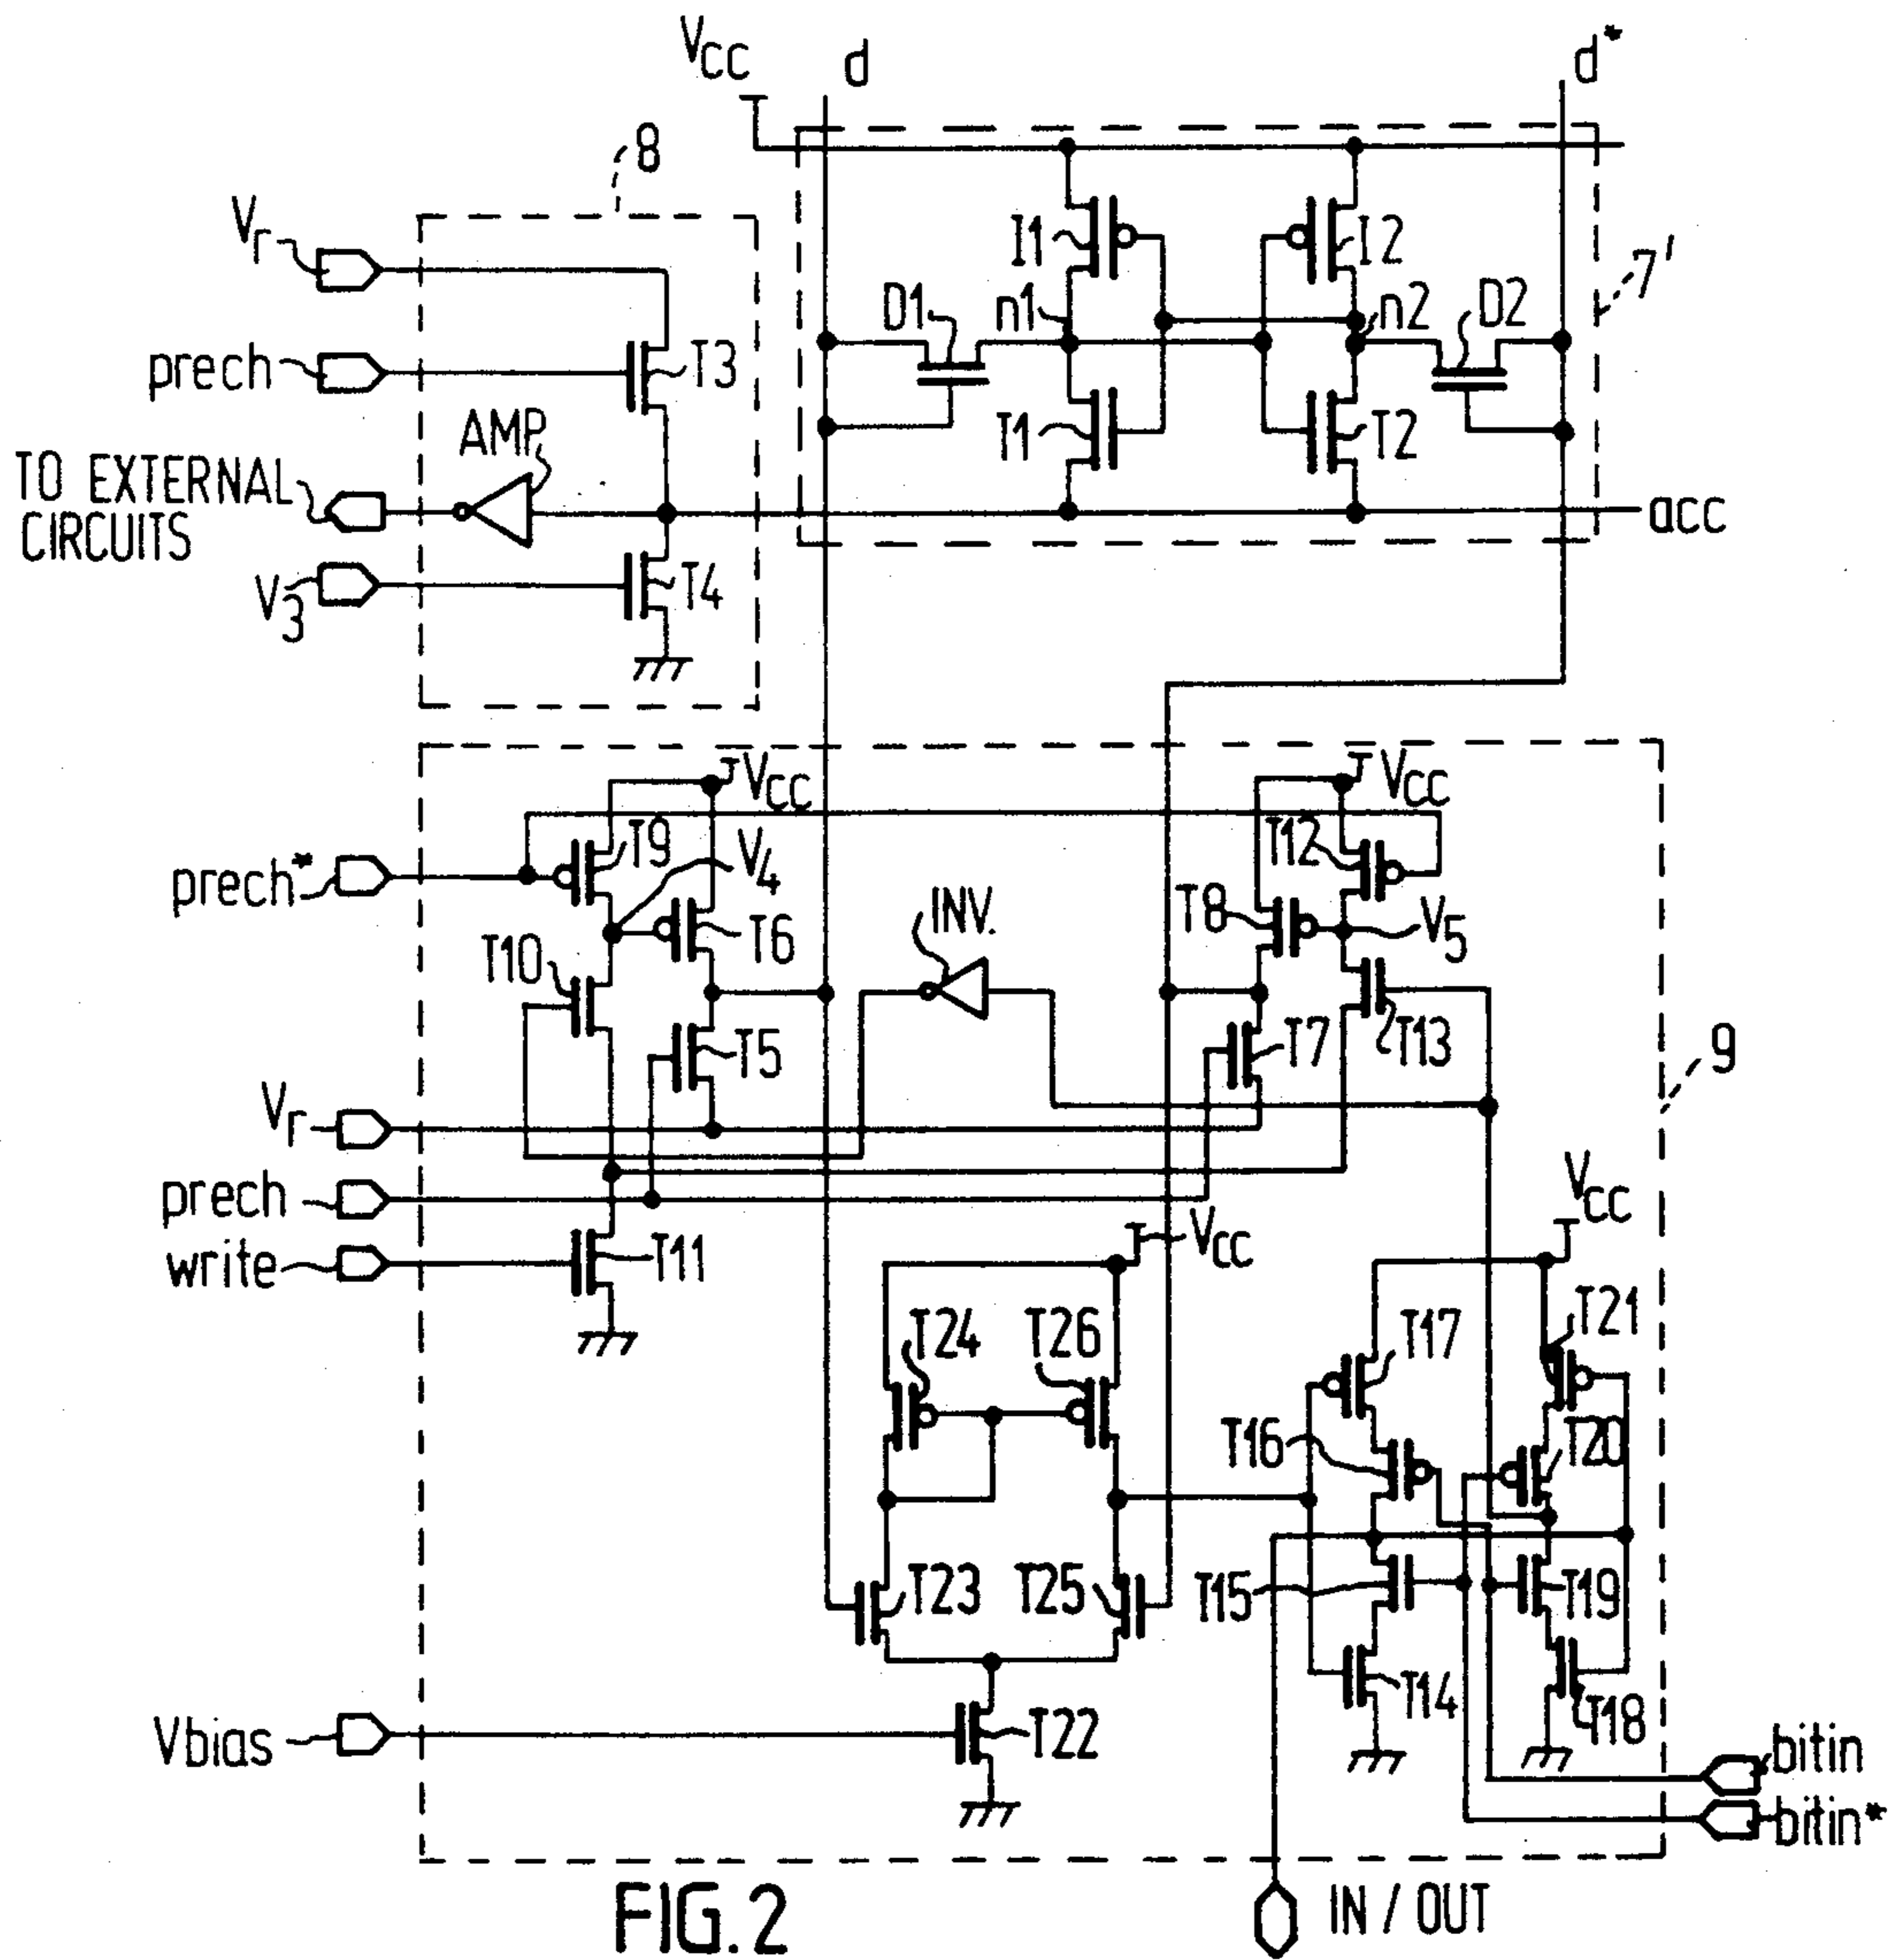 Vcc
d
d*
8
Vr
I1
I2
7'
D1
n1
n2
D2
prech
T3
AMP.
T1
T2
TO EXTERNAL
CIRCUITS
acc
V3
T4
Vcc
Vcc
T9
T12
prech*
V4
T8
INV.
V5
T6
T10
T5
T7
T13
9
Vr
prech
Vcc
Vcc
write
T11
T24
T26
T17
T21
T16
T20
T23
T25
T15
T19
T14
T18
Vbias
T22
bitin
bitin*
IN / OUT
FIG. 2